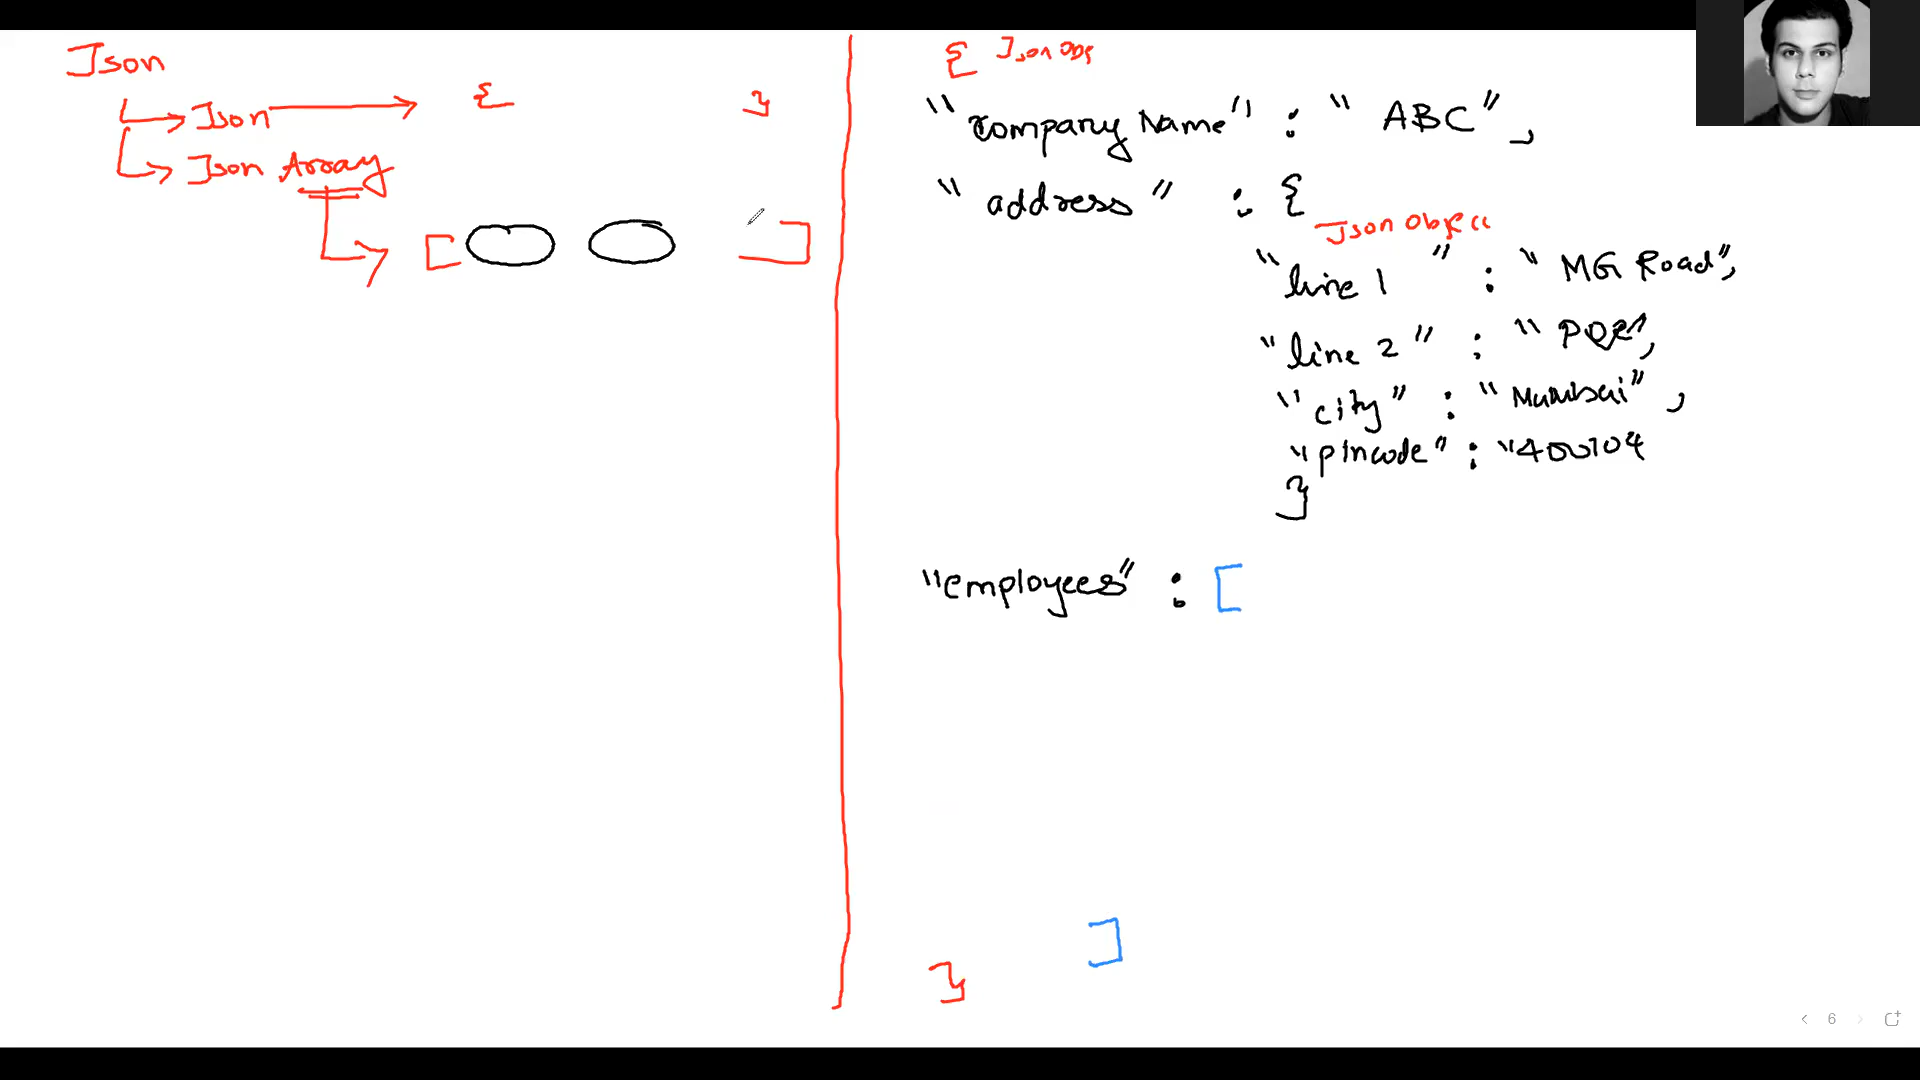 Json
Json {                }
Json Array
[                ]
{ Json Obj
"company Name" : " ABC",
" address " : {
Json Object
"line 1 " : " MG Road",
"line 2 " : "PQR",
"city" : "Mumbai" ,
"pincode" : "400104
}
"employees" : [
]
}
6